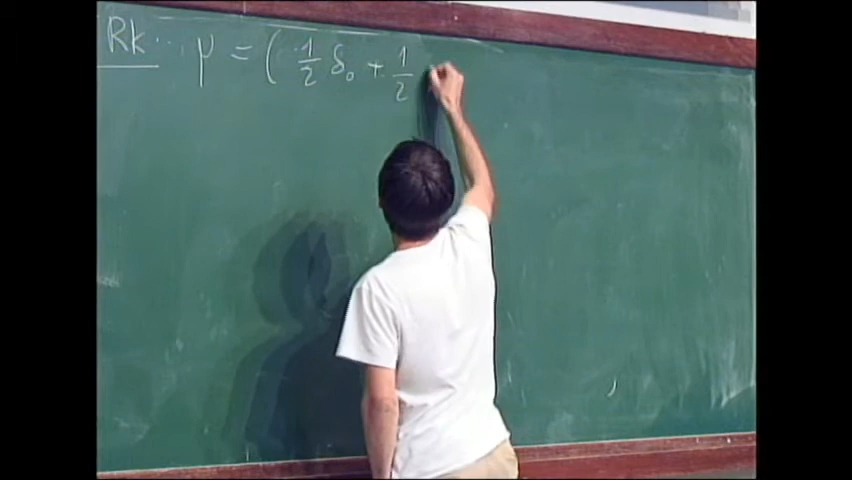 Rk... μ = ( 1/2 δ₀ + 1/2